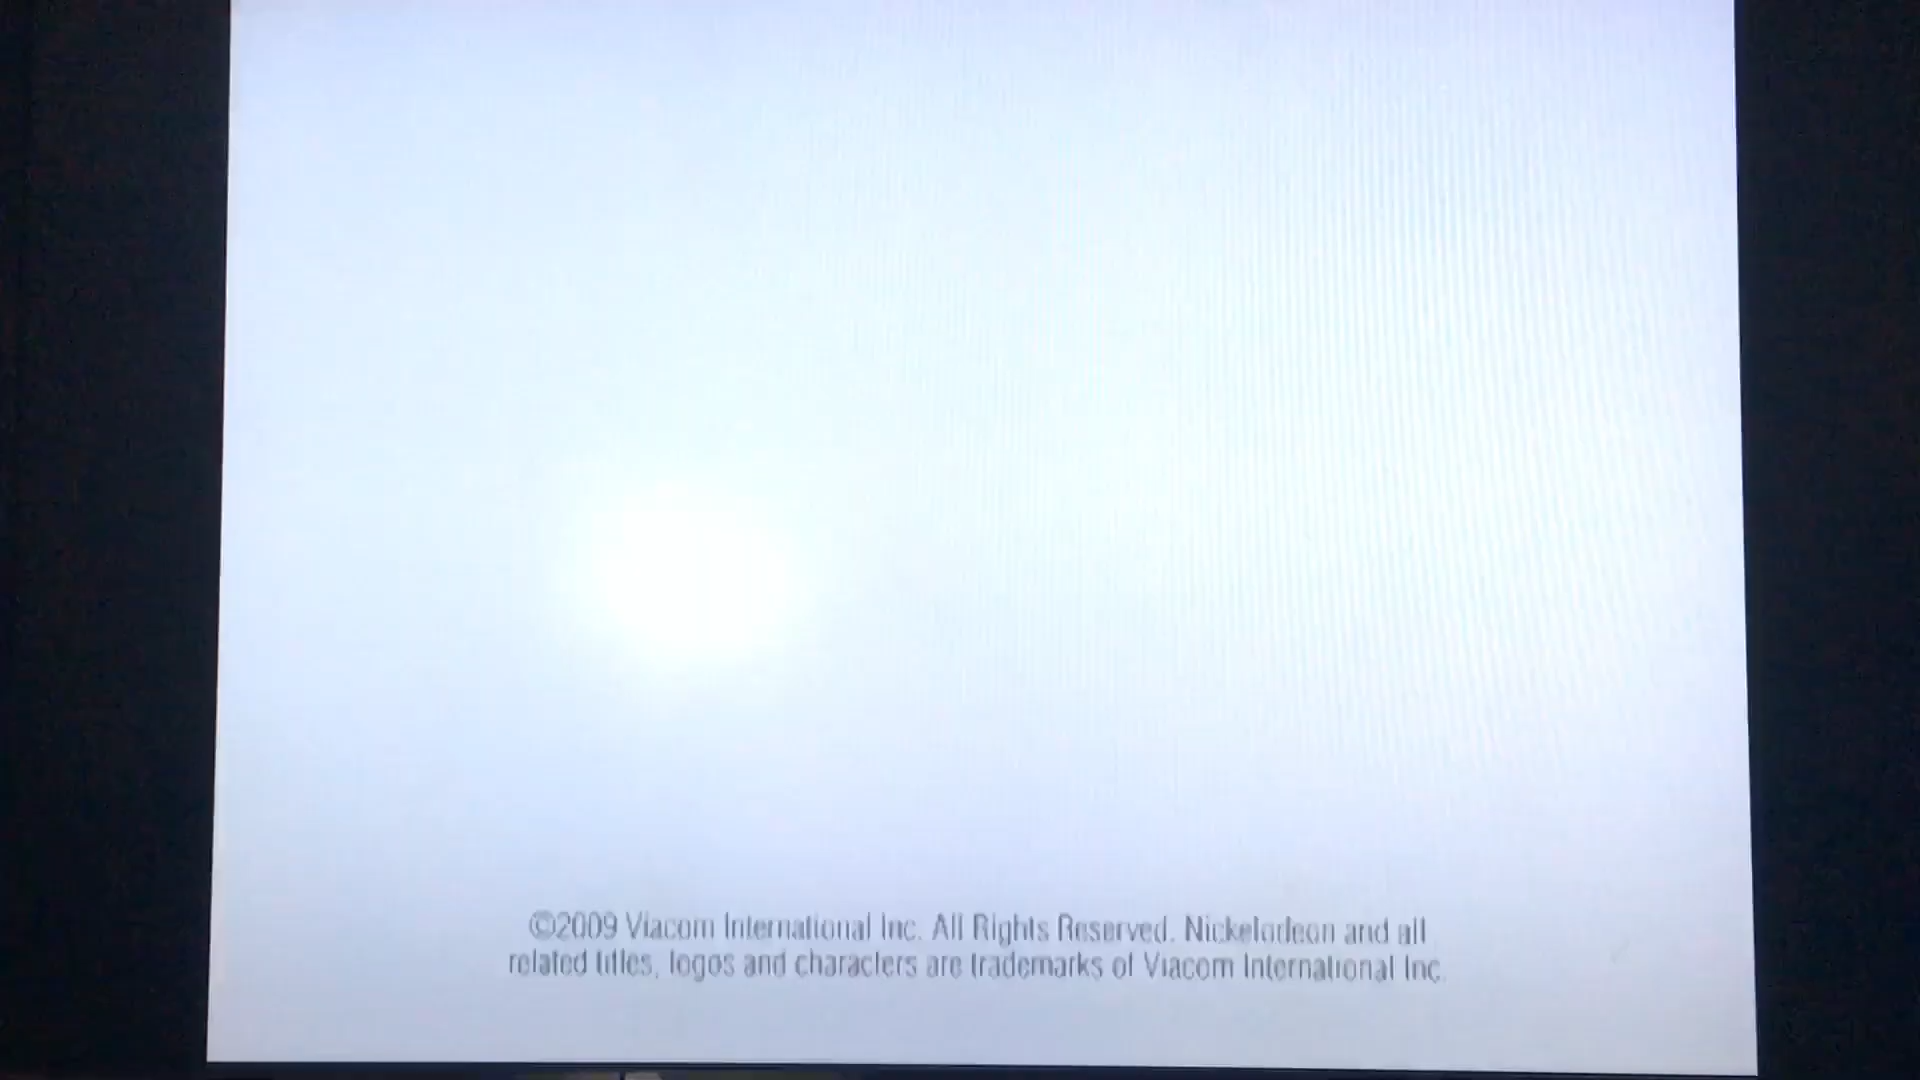 ©2009 Viacom International Inc. All Rights Reserved. Nickelodeon and all
related titles, logos and characters are trademarks of Viacom International Inc.